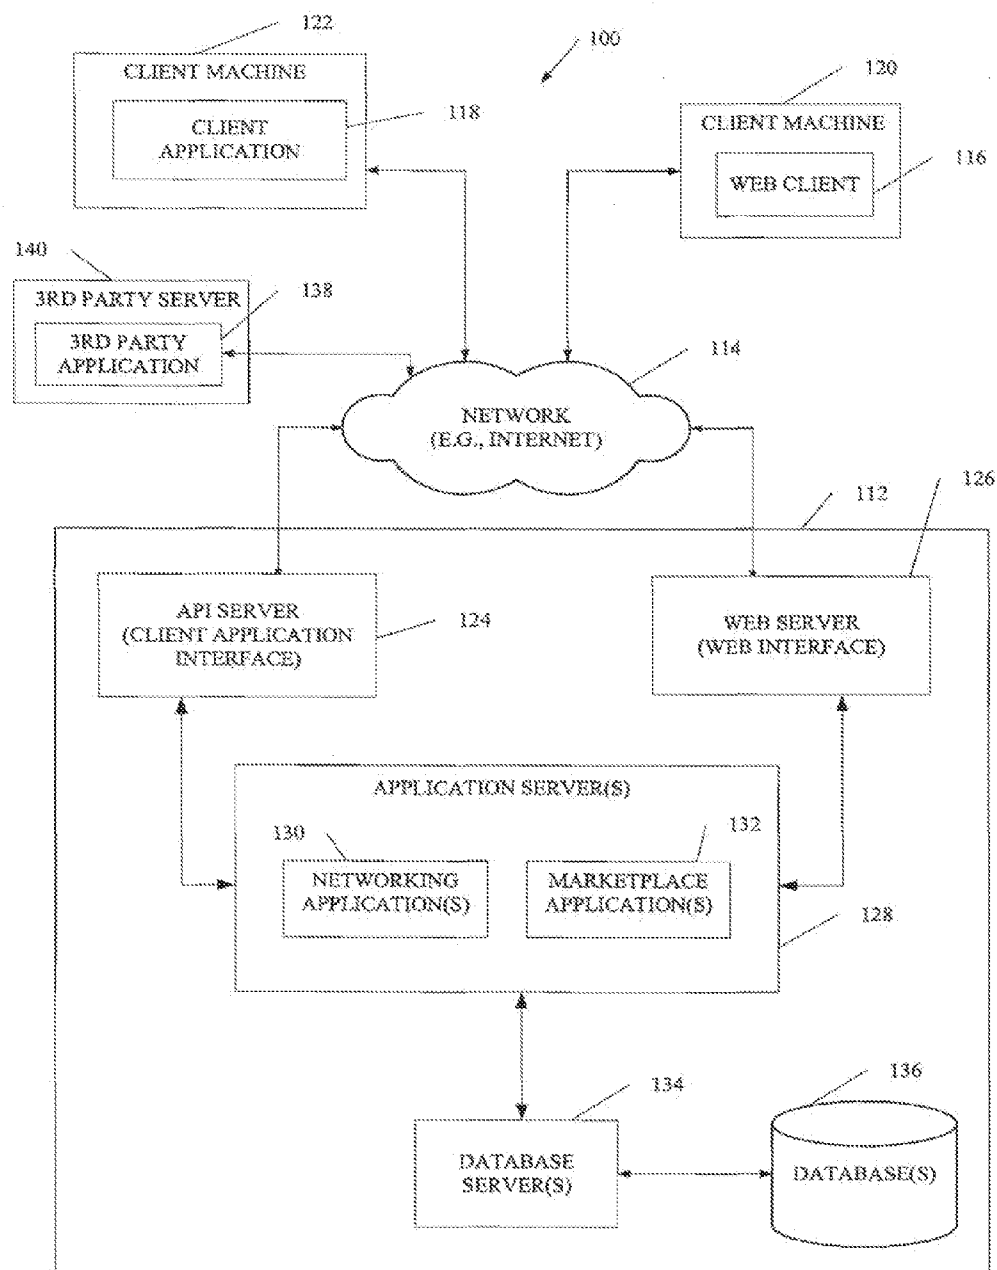 122
100
120
CLIENT MACHINE
CLIENT
APPLICATION
118
CLIENT MACHINE
WEB CLIENT
116
140
3RD PARTY SERVER
138
3RD PARTY
APPLICATION
114
NETWORK
(E.G., INTERNET)
112
126
API SERVER
(CLIENT APPLICATION
INTERFACE)
124
WEB SERVER
(WEB INTERFACE)
APPLICATION SERVER(S)
130
NETWORKING
APPLICATION(S)
132
MARKETPLACE
APPLICATION(S)
128
134
DATABASE
SERVER(S)
136
DATABASE(S)